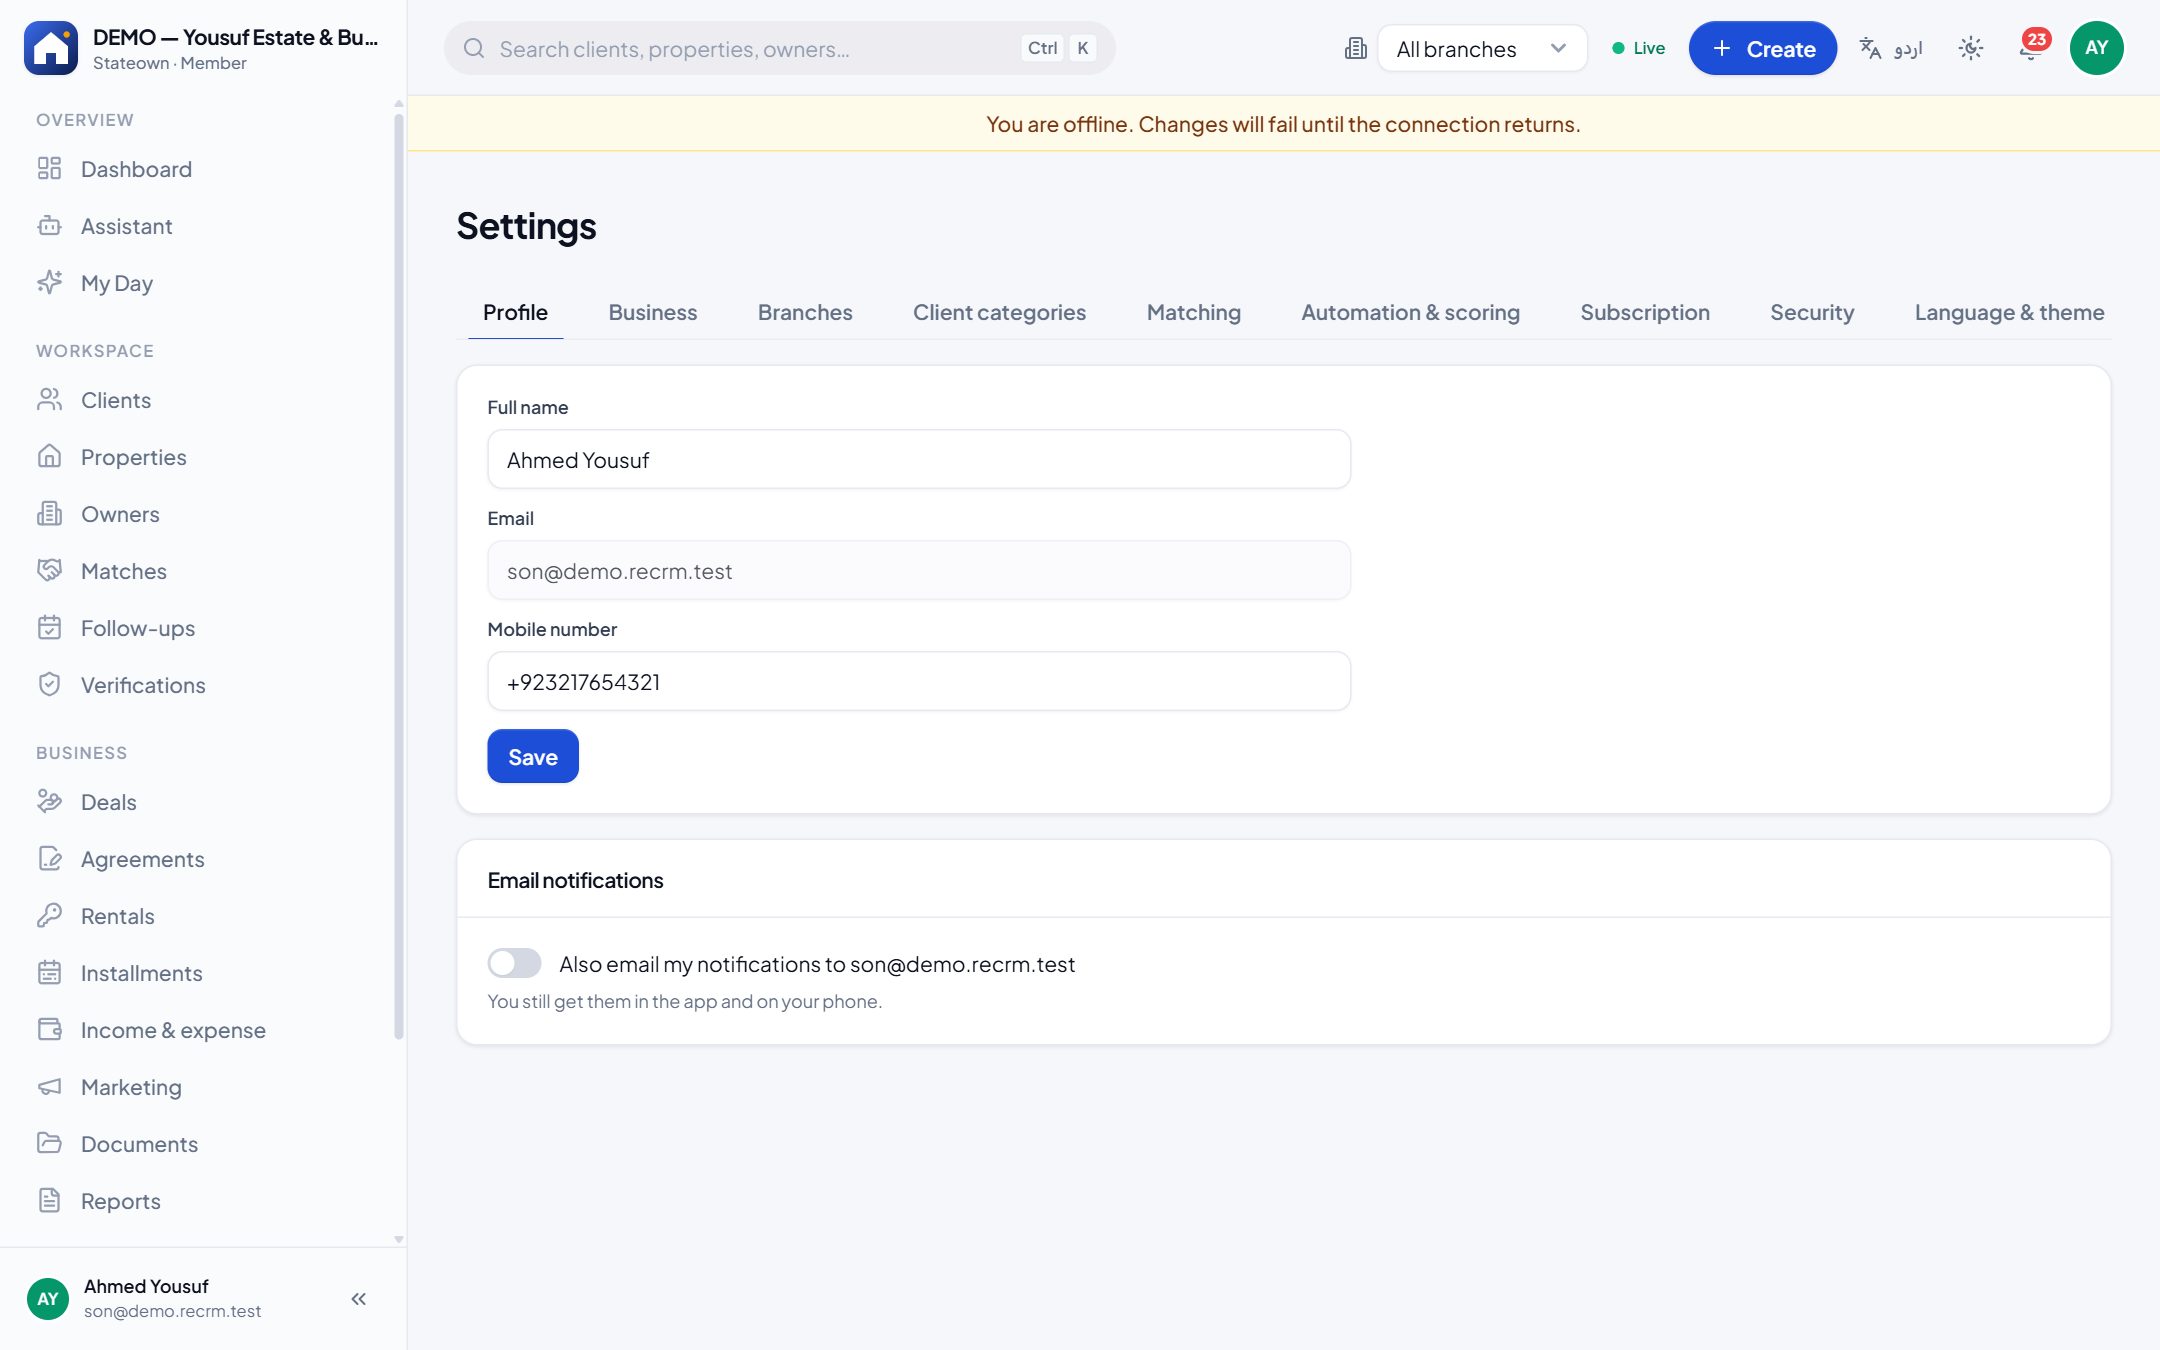 DEMO — Yousuf Estate & Bu...
Stateown · Member
Search clients, properties, owners...
Ctrl K
All branches
Live
Create
اردو
23
AY
You are offline. Changes will fail until the connection returns.
OVERVIEW
Dashboard
Assistant
My Day
WORKSPACE
Clients
Properties
Owners
Matches
Follow-ups
Verifications
BUSINESS
Deals
Agreements
Rentals
Installments
Income & expense
Marketing
Documents
Reports
AY
Ahmed Yousuf
son@demo.recrm.test
Settings
Profile Business Branches Client categories Matching Automation & scoring Subscription Security Language & theme
Full name
Ahmed Yousuf
Email
son@demo.recrm.test
Mobile number
+923217654321
Save
Email notifications
Also email my notifications to son@demo.recrm.test
You still get them in the app and on your phone.